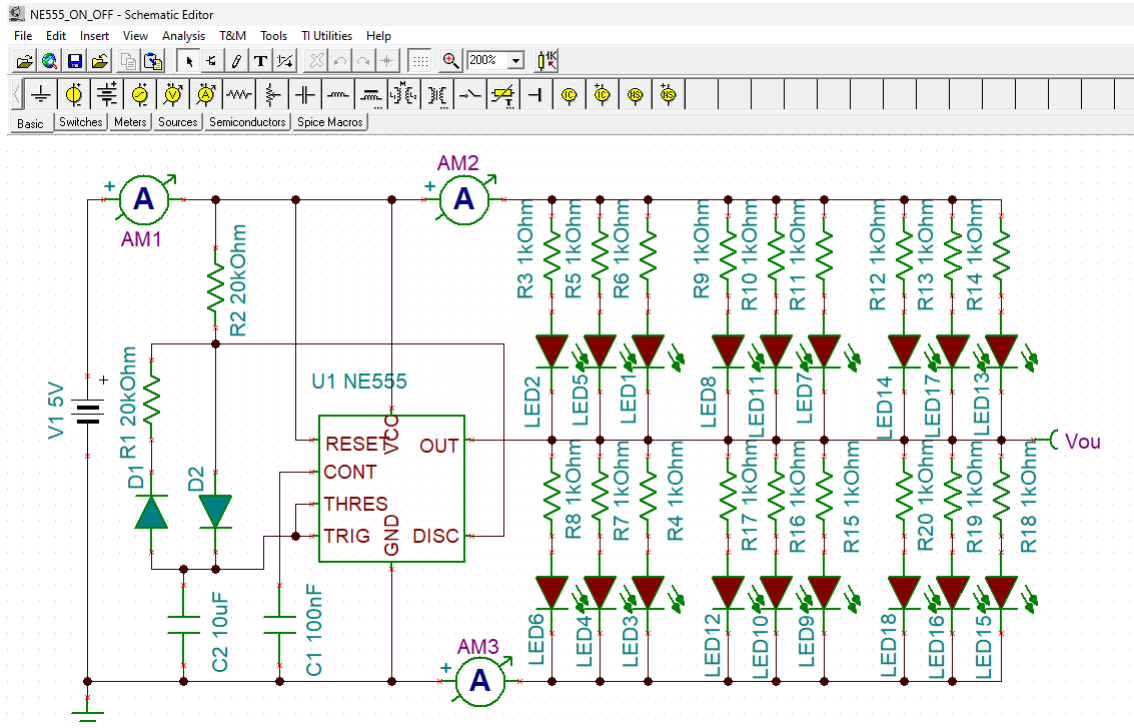 NE555_ON_OFF - Schematic Editor
File Edit Insert View Analysis T&M Tools TI Utilities Help
T 200% 1K
V A M IC IC HS HS
Basic Switches Meters Sources Semiconductors Spice Macros
AM2
+ A + A
AM1
R3 1kOhm
R5 1kOhm
R6 1kOhm
R9 1kOhm
R10 1kOhm
R11 1kOhm
R12 1kOhm
R13 1kOhm
R14 1kOhm
R2 20kOhm
V1 5V
+
R1 20kOhm
U1 NE555
LED2
LED5
LED1
LED8
LED11
LED7
LED14
LED17
LED13
RESET VCC OUT
CONT
THRES
TRIG GND DISC
Vou
D1
D2
R8 1kOhm
R7 1kOhm
R4 1kOhm
R17 1kOhm
R16 1kOhm
R15 1kOhm
R20 1kOhm
R19 1kOhm
R18 1kOhm
C2 10uF
C1 100nF
LED6
LED4
LED3
LED12
LED10
LED9
LED18
LED16
LED15
AM3
+ A